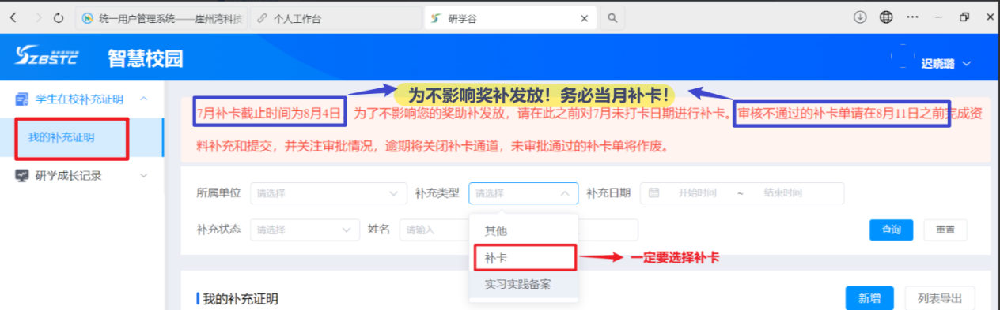 统一用户管理系统——崖州湾科技
个人工作台
研学谷
ZBSTC 智慧校园
迟晓璐
学生在校补充证明
我的补充证明
研学成长记录
为不影响奖补发放！务必当月补卡！
7月补卡截止时间为8月4日，为了不影响您的奖助补发放，请在此之前对7月未打卡日期进行补卡。审核不通过的补卡单请在8月11日之前完成资
料补充和提交，并关注审批情况，逾期将关闭补卡通道，未审批通过的补卡单将作废。
所属单位 请选择 补充类型 请选择 补充日期 开始时间 ~ 结束时间
补充状态 请选择 姓名 请输入 查询 重置
其他
补卡 一定要选择补卡
实习实践备案
我的补充证明 新增 列表导出